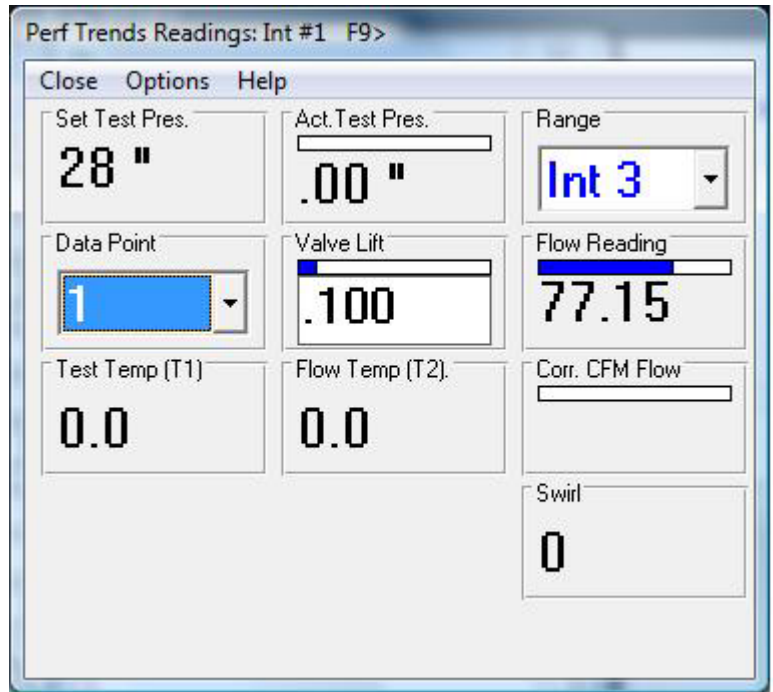 Perf Trends Readings: Int #1 F9>
Close Options Help
Set Test Pres.
28 "
Act.Test Pres.
.00 "
Range
Int 3
Data Point
1
Valve Lift
.100
Flow Reading
77.15
Test Temp (T1)
0.0
Flow Temp (T2).
0.0
Corr. CFM Flow
Swirl
0